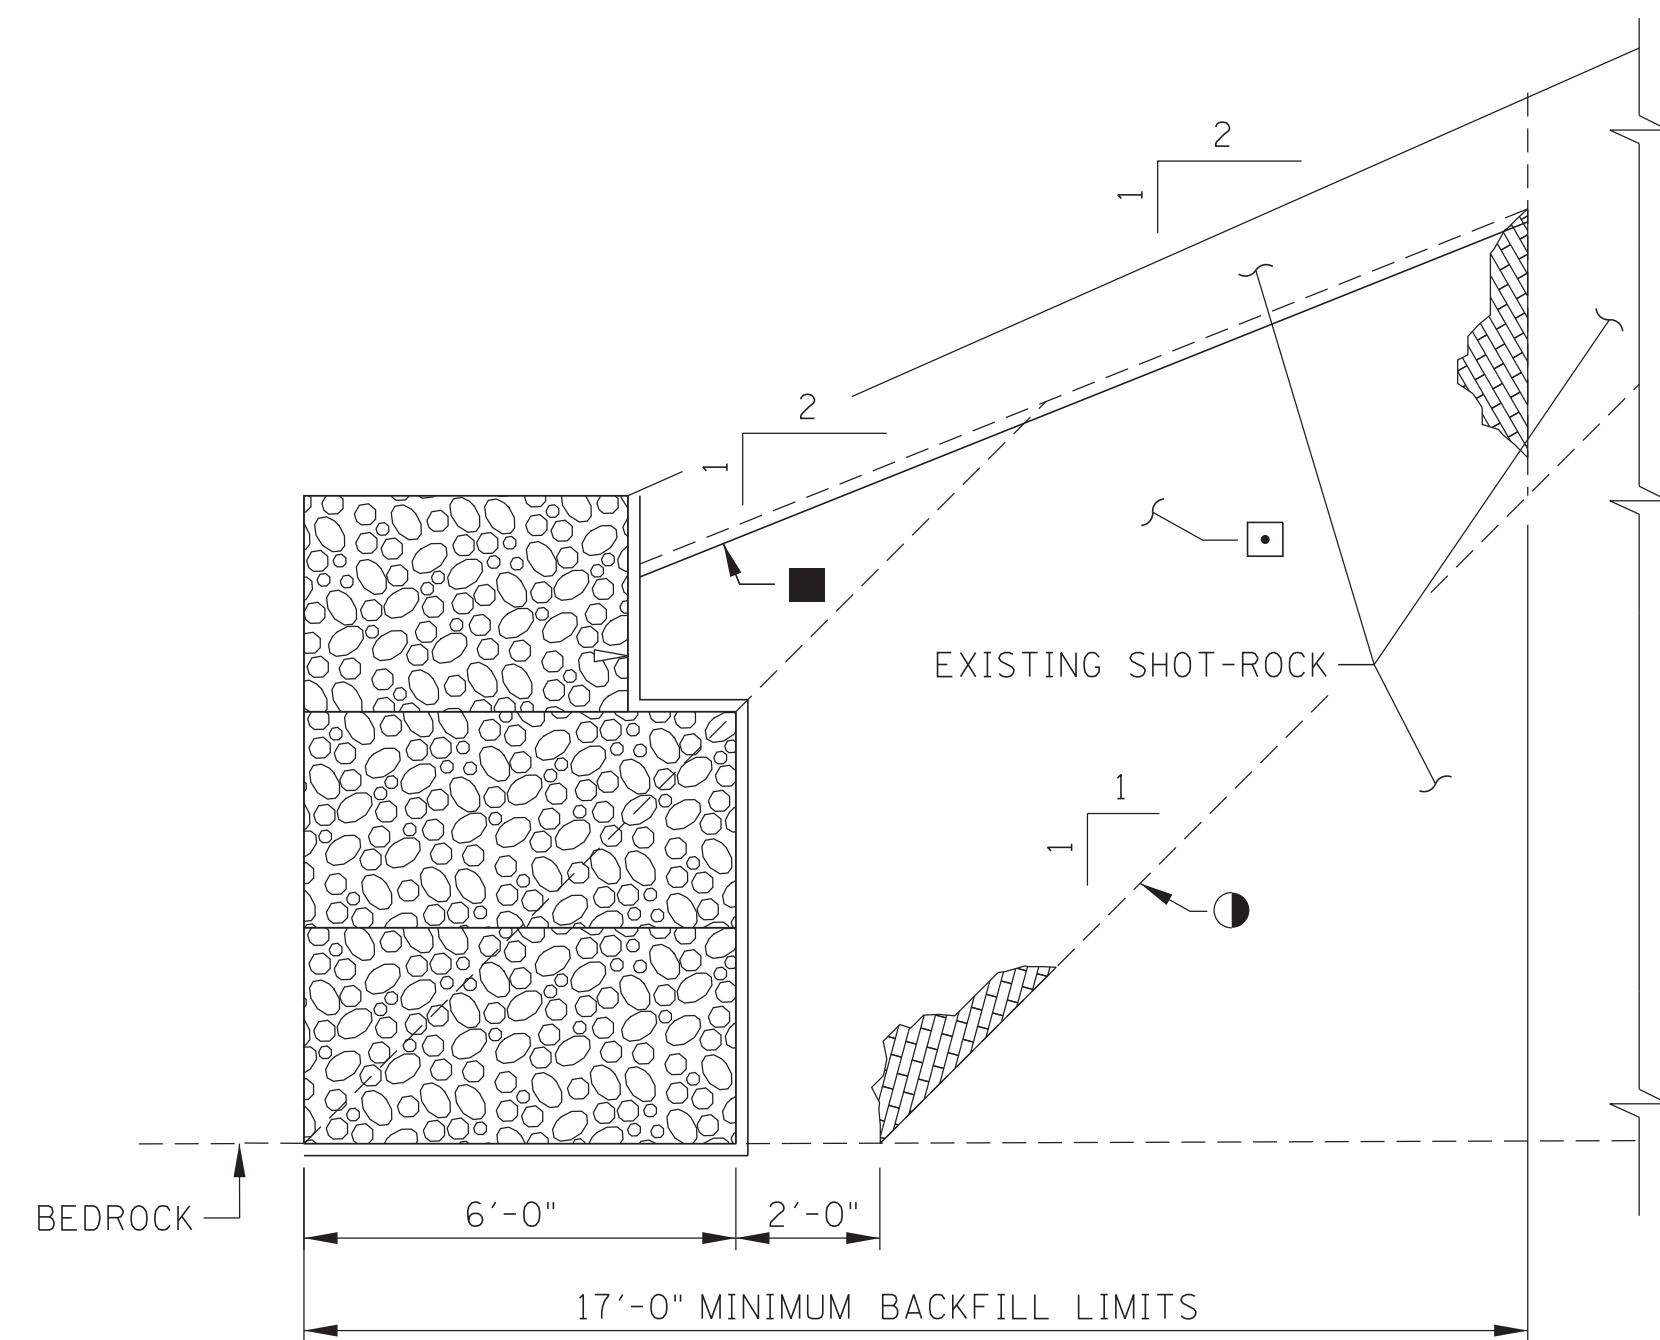 2
1
2
1
EXISTING SHOT-ROCK
1
1
BEDROCK
6'-0"
2'-0"
17'-0" MINIMUM BACKFILL LIMITS